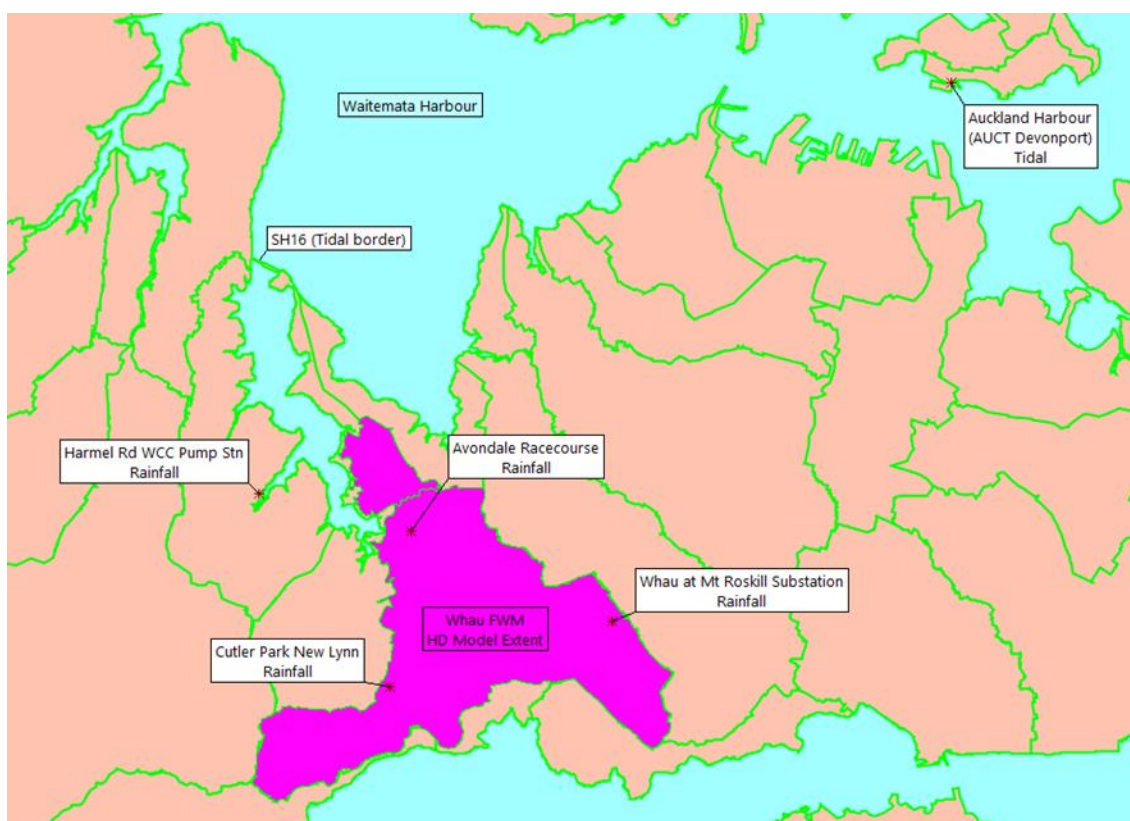 Waitemata Harbour
Auckland Harbour
(AUCT Devonport)
Tidal
SH16 (Tidal border)
Harmel Rd WCC Pump Stn
Rainfall
Avondale Racecourse
Rainfall
Whau at Mt Roskill Substation
Rainfall
Whau FWM
HD Model Extent
Cutler Park New Lynn
Rainfall